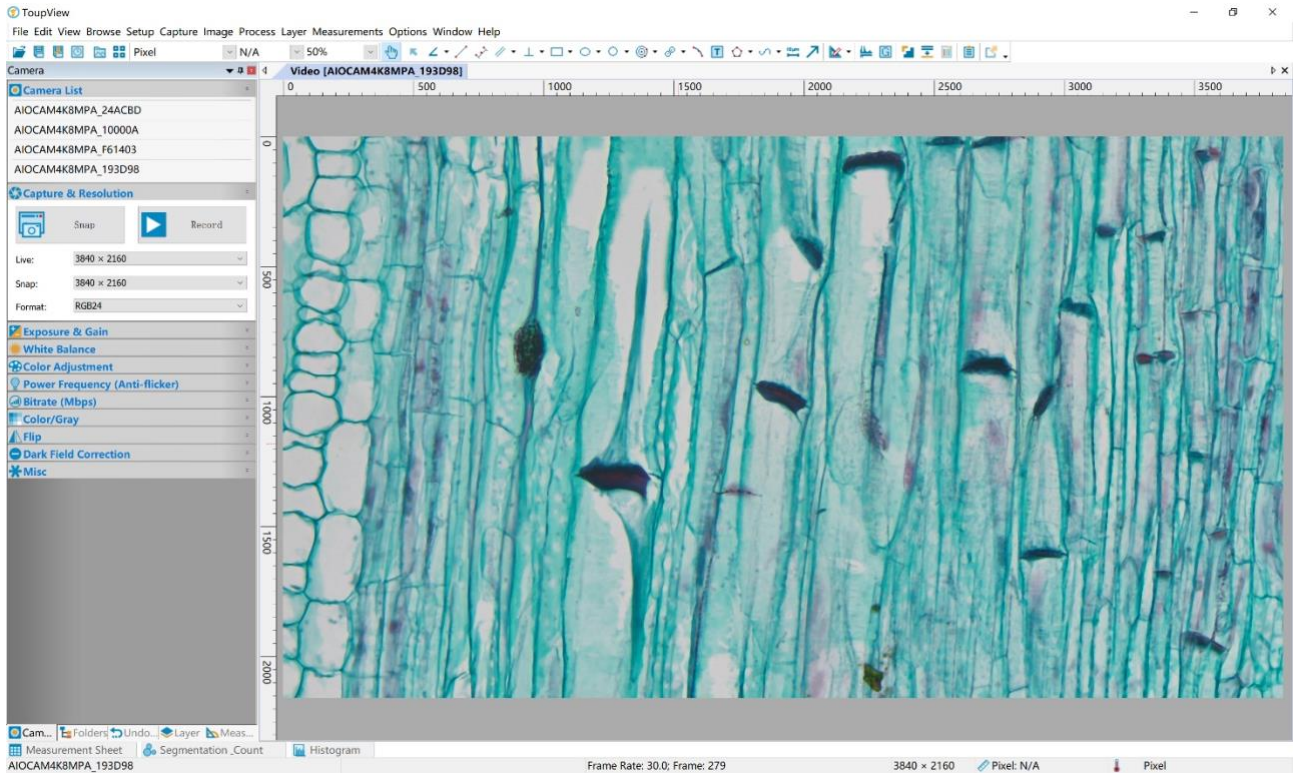 ToupView
File Edit View Browse Setup Capture Image Process Layer Measurements Options Window Help
Pixel N/A 50%
Camera Video [AIOCAM4K8MPA_193D98]
Camera List
AIOCAM4K8MPA_24ACBD
AIOCAM4K8MPA_10000A
AIOCAM4K8MPA_F61403
AIOCAM4K8MPA_193D98
Capture & Resolution
Snap Record
Live: 3840 × 2160
Snap: 3840 × 2160
Format: RGB24
Exposure & Gain
White Balance
Color Adjustment
Power Frequency (Anti-flicker)
Bitrate (Mbps)
Color/Gray
Flip
Dark Field Correction
Misc
0 500 1000 1500 2000 2500 3000 3500
0
500
1000
1500
2000
Cam... Folders Undo... Layer Meas...
Measurement Sheet Segmentation_Count Histogram
AIOCAM4K8MPA_193D98 Frame Rate: 30.0; Frame: 279 3840 × 2160 Pixel: N/A Pixel